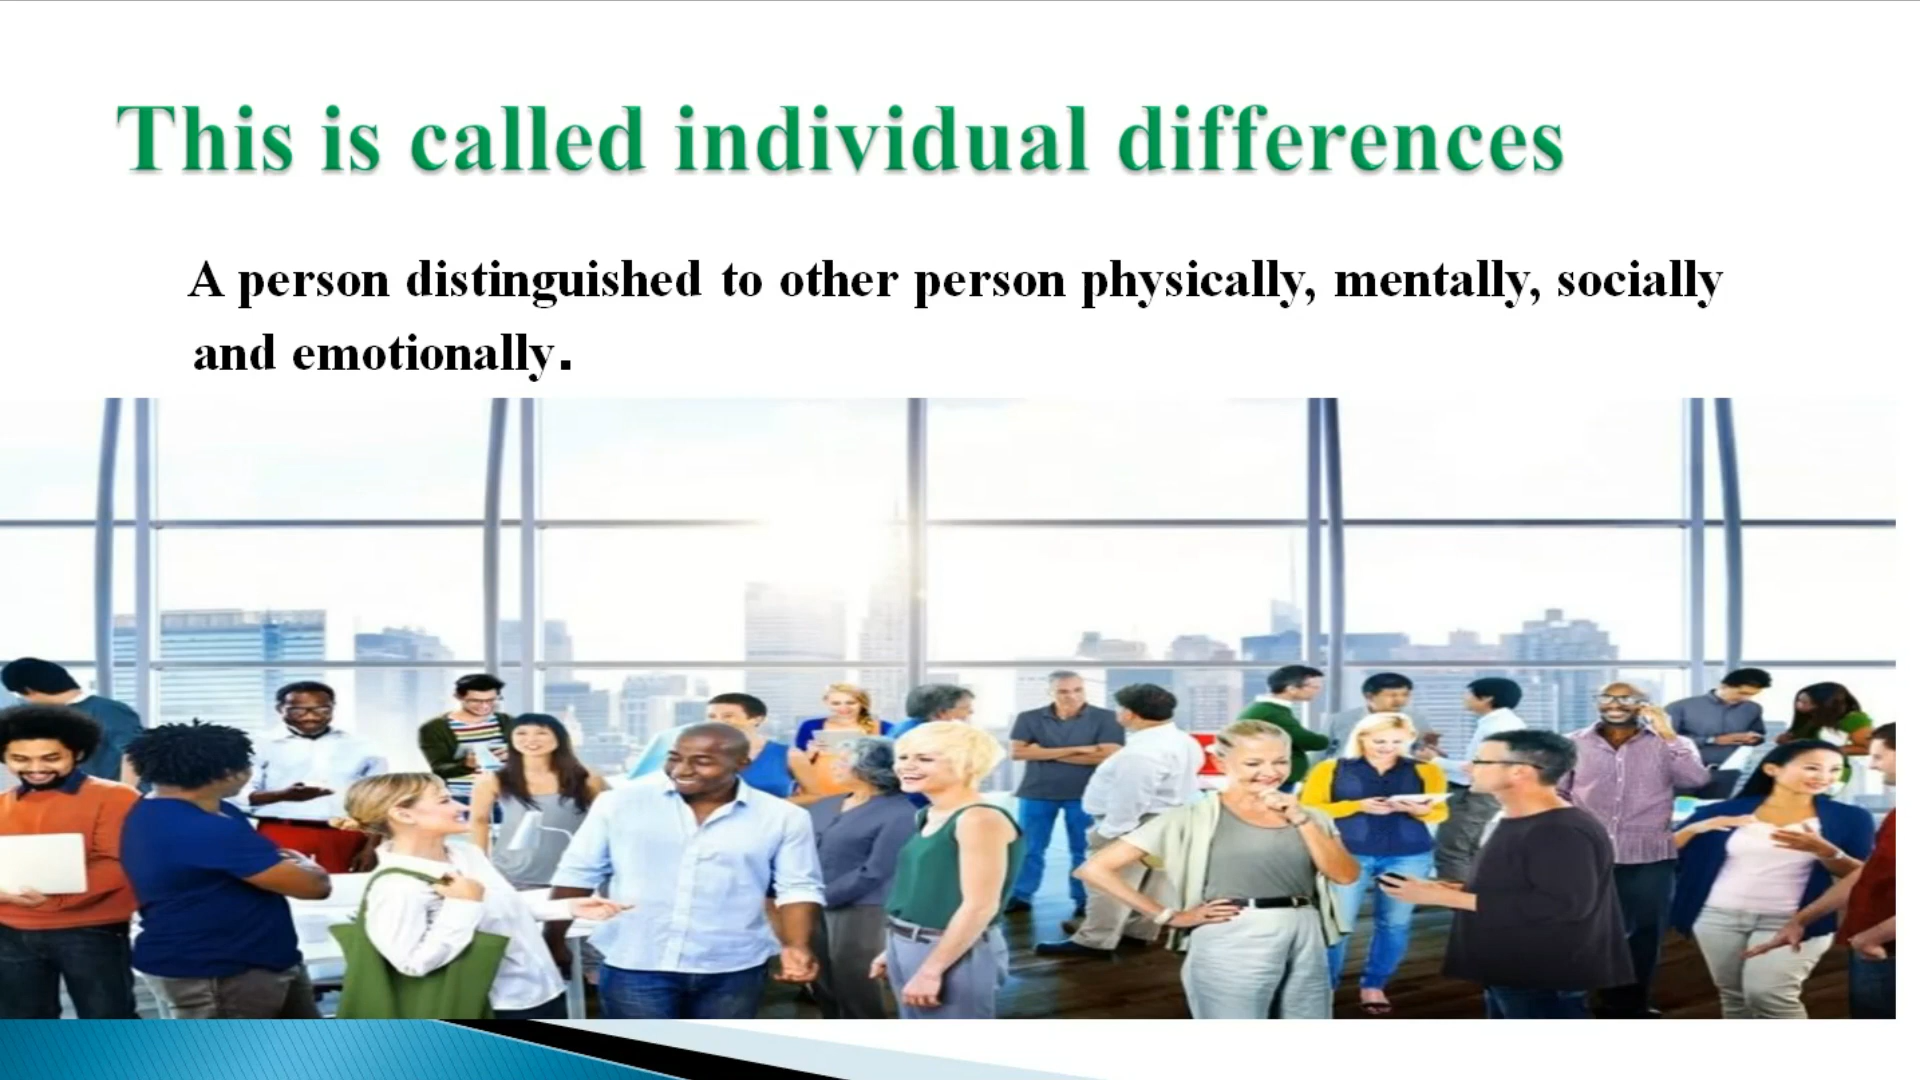 This is called individual differences
A person distinguished to other person physically, mentally, socially
and emotionally.